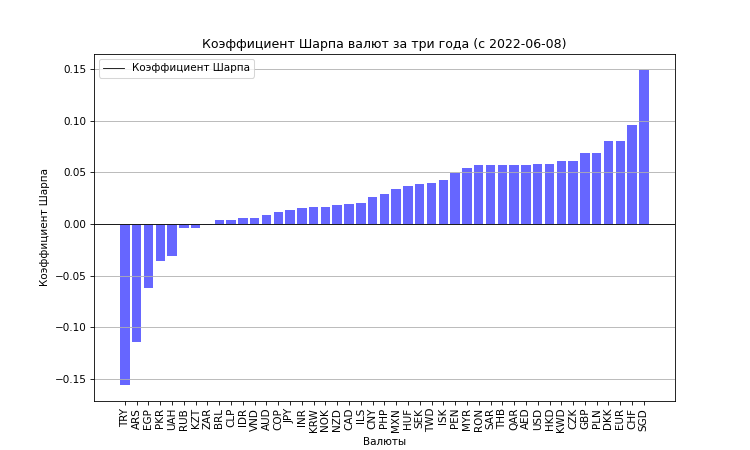 Коэффициент Шарпа валют за три года (с 2022-06-08)
Коэффициент Шарпа
0.15
0.10
0.05
0.00
−0.05
−0.10
−0.15
Коэффициент Шарпа
TRY ARS EGP PKR UAH RUB KZT ZAR BRL CLP IDR VND AUD COP JPY INR KRW NOK NZD CAD ILS CNY PHP MXN HUF SEK TWD ISK PEN MYR RON SAR THB QAR AED USD HKD KWD CZK GBP PLN DKK EUR CHF SGD
Валюты